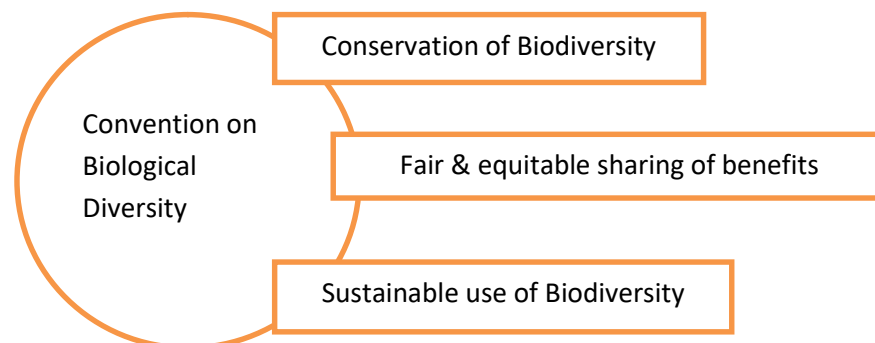 Conservation of Biodiversity
Convention on
Biological
Diversity
Fair & equitable sharing of benefits
Sustainable use of Biodiversity